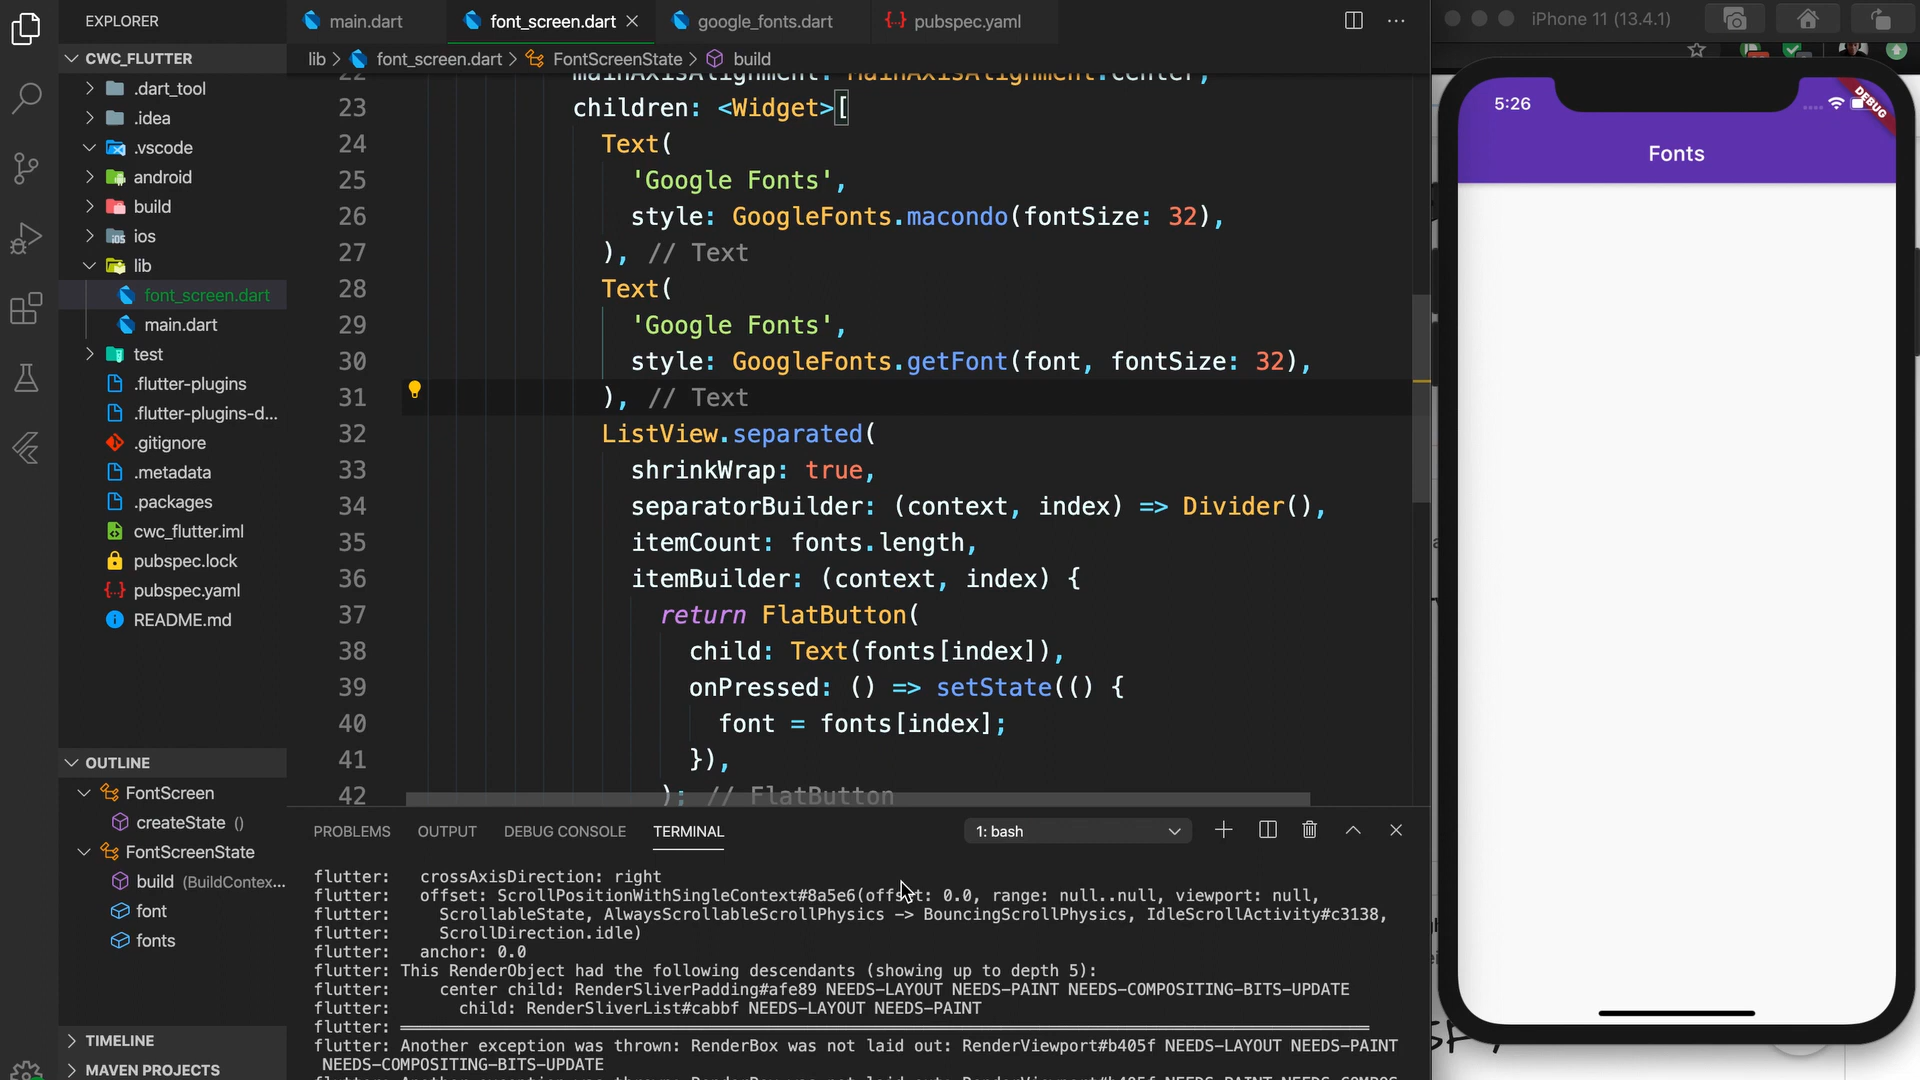 EXPLORER
CWC_FLUTTER
.dart_tool
.idea
.vscode
android
build
ios
lib
font_screen.dart
main.dart
test
.flutter-plugins
.flutter-plugins-d...
.gitignore
.metadata
.packages
cwc_flutter.iml
pubspec.lock
pubspec.yaml
README.md
OUTLINE
FontScreen
createState ()
FontScreenState
build (BuildContex...
font
fonts
TIMELINE
MAVEN PROJECTS
main.dart
font_screen.dart
google_fonts.dart
pubspec.yaml
lib > font_screen.dart > FontScreenState > build
22 mainAxisAlignment: MainAxisAlignment.center,
23 children: <Widget>[
24 Text(
25 'Google Fonts',
26 style: GoogleFonts.macondo(fontSize: 32),
27 ), // Text
28 Text(
29 'Google Fonts',
30 style: GoogleFonts.getFont(font, fontSize: 32),
31 ), // Text
32 ListView.separated(
33 shrinkWrap: true,
34 separatorBuilder: (context, index) => Divider(),
35 itemCount: fonts.length,
36 itemBuilder: (context, index) {
37 return FlatButton(
38 child: Text(fonts[index]),
39 onPressed: () => setState(() {
40 font = fonts[index];
41 }),
42 ); // FlatButton
PROBLEMS OUTPUT DEBUG CONSOLE TERMINAL 1: bash
flutter: crossAxisDirection: right
flutter: offset: ScrollPositionWithSingleContext#8a5e6(offset: 0.0, range: null..null, viewport: null,
flutter: ScrollableState, AlwaysScrollableScrollPhysics -> BouncingScrollPhysics, IdleScrollActivity#c3138,
flutter: ScrollDirection.idle)
flutter: anchor: 0.0
flutter: This RenderObject had the following descendants (showing up to depth 5):
flutter: center child: RenderSliverPadding#afe89 NEEDS-LAYOUT NEEDS-PAINT NEEDS-COMPOSITING-BITS-UPDATE
flutter: child: RenderSliverList#cabbf NEEDS-LAYOUT NEEDS-PAINT
flutter: ════════
flutter: Another exception was thrown: RenderBox was not laid out: RenderViewport#b405f NEEDS-LAYOUT NEEDS-PAINT
NEEDS-COMPOSITING-BITS-UPDATE
iPhone 11 (13.4.1)
5:26
DEBUG
Fonts